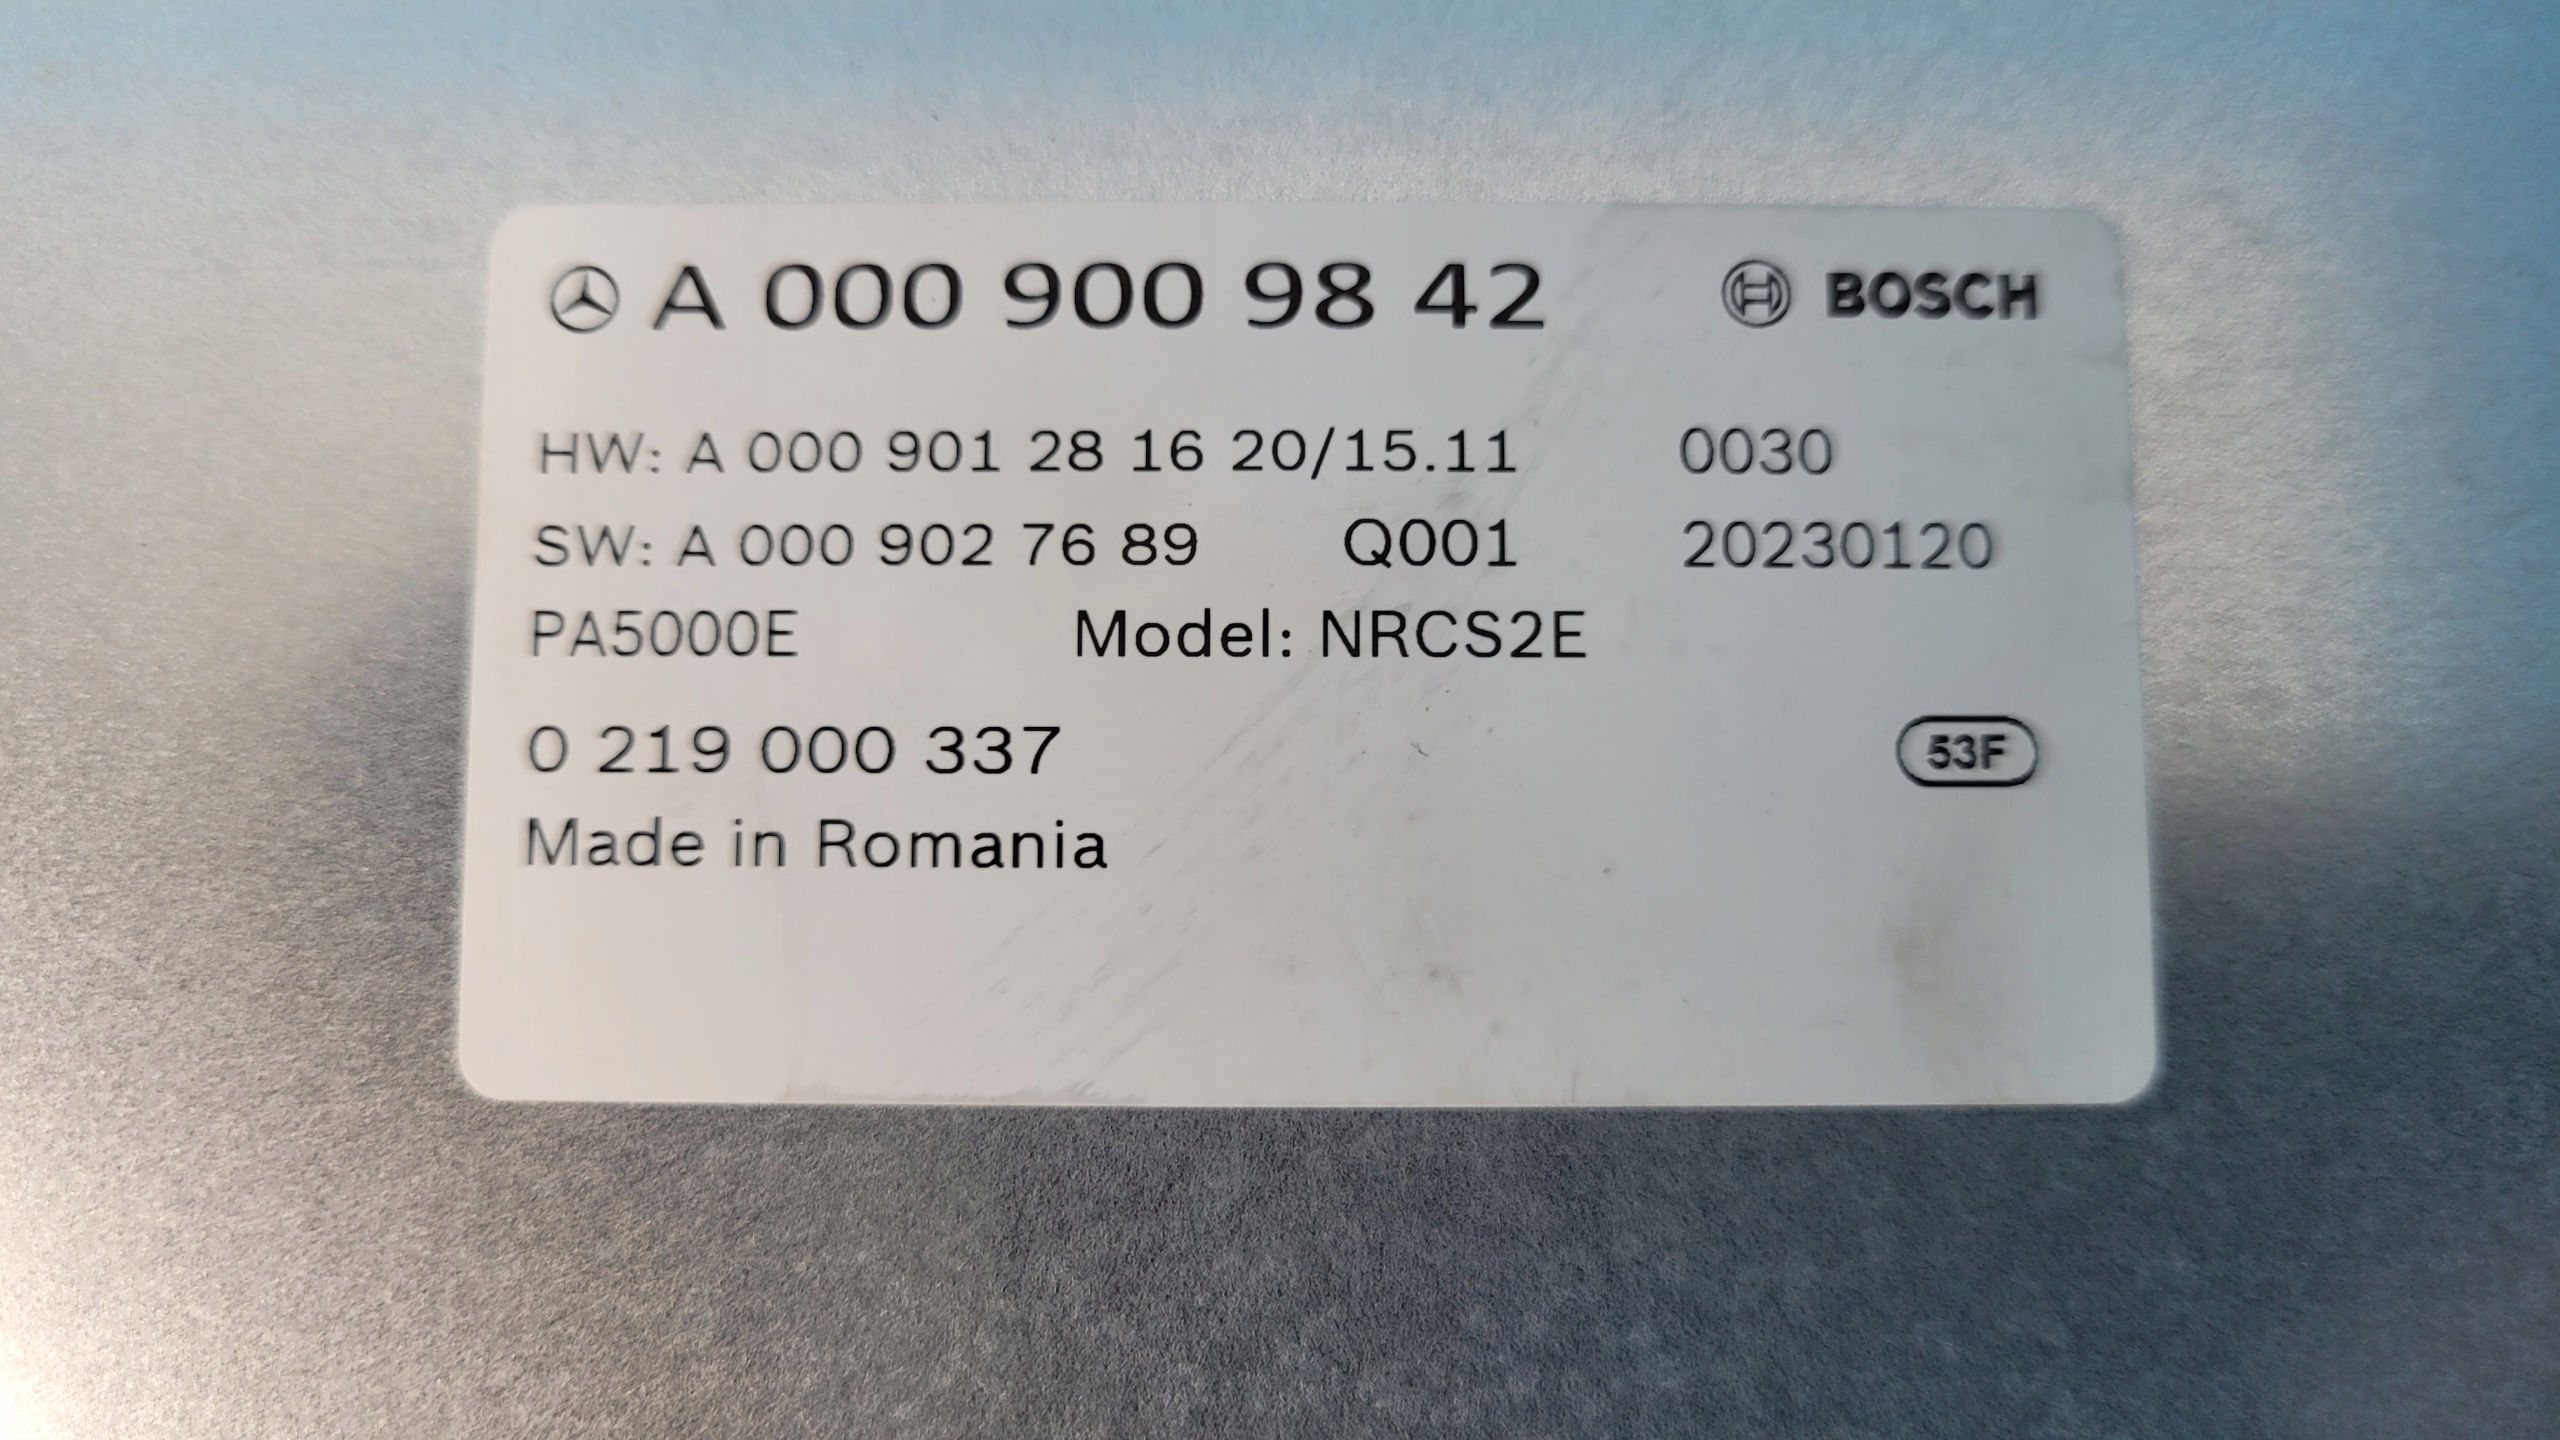 A 000 900 98 42 BOSCH
HW: A 000 901 28 16 20/15.11 0030
SW: A 000 902 76 89 Q001 20230120
PA5000E Model: NRCS2E
0 219 000 337 53F
Made in Romania